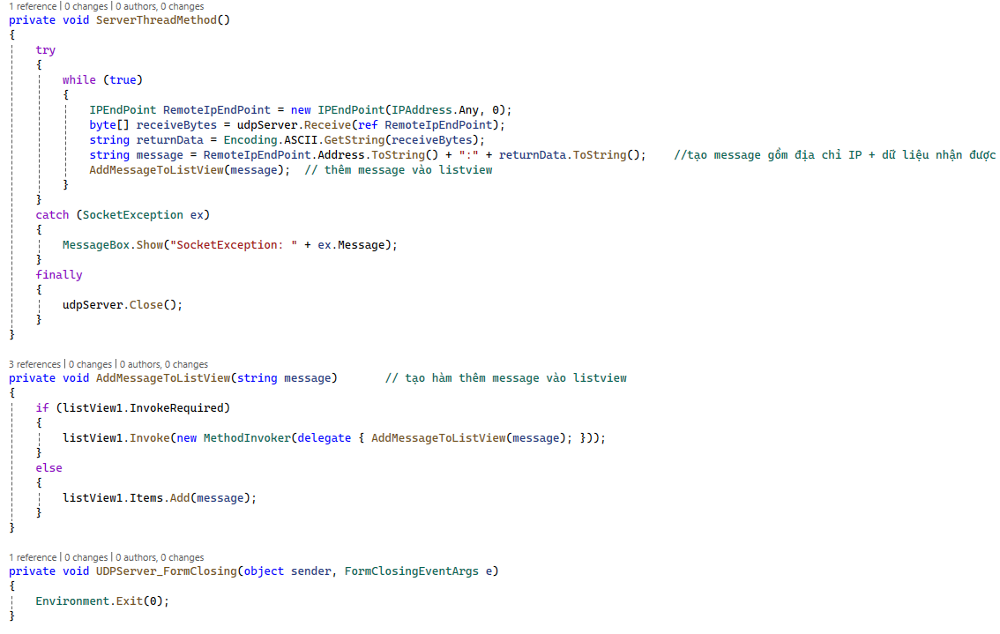 1 reference | 0 changes | 0 authors, 0 changes
private void ServerThreadMethod()
{
    try
    {
        while (true)
        {
            IPEndPoint RemoteIpEndPoint = new IPEndPoint(IPAddress.Any, 0);
            byte[] receiveBytes = udpServer.Receive(ref RemoteIpEndPoint);
            string returnData = Encoding.ASCII.GetString(receiveBytes);
            string message = RemoteIpEndPoint.Address.ToString() + ":" + returnData.ToString();    //tạo message gồm địa chỉ IP + dữ liệu nhận được
            AddMessageToListView(message);  // thêm message vào listview
        }
    }
    catch (SocketException ex)
    {
        MessageBox.Show("SocketException: " + ex.Message);
    }
    finally
    {
        udpServer.Close();
    }
}
3 references | 0 changes | 0 authors, 0 changes
private void AddMessageToListView(string message)       // tạo hàm thêm message vào listview
{
    if (listView1.InvokeRequired)
    {
        listView1.Invoke(new MethodInvoker(delegate { AddMessageToListView(message); }));
    }
    else
    {
        listView1.Items.Add(message);
    }
}
1 reference | 0 changes | 0 authors, 0 changes
private void UDPServer_FormClosing(object sender, FormClosingEventArgs e)
{
    Environment.Exit(0);
}